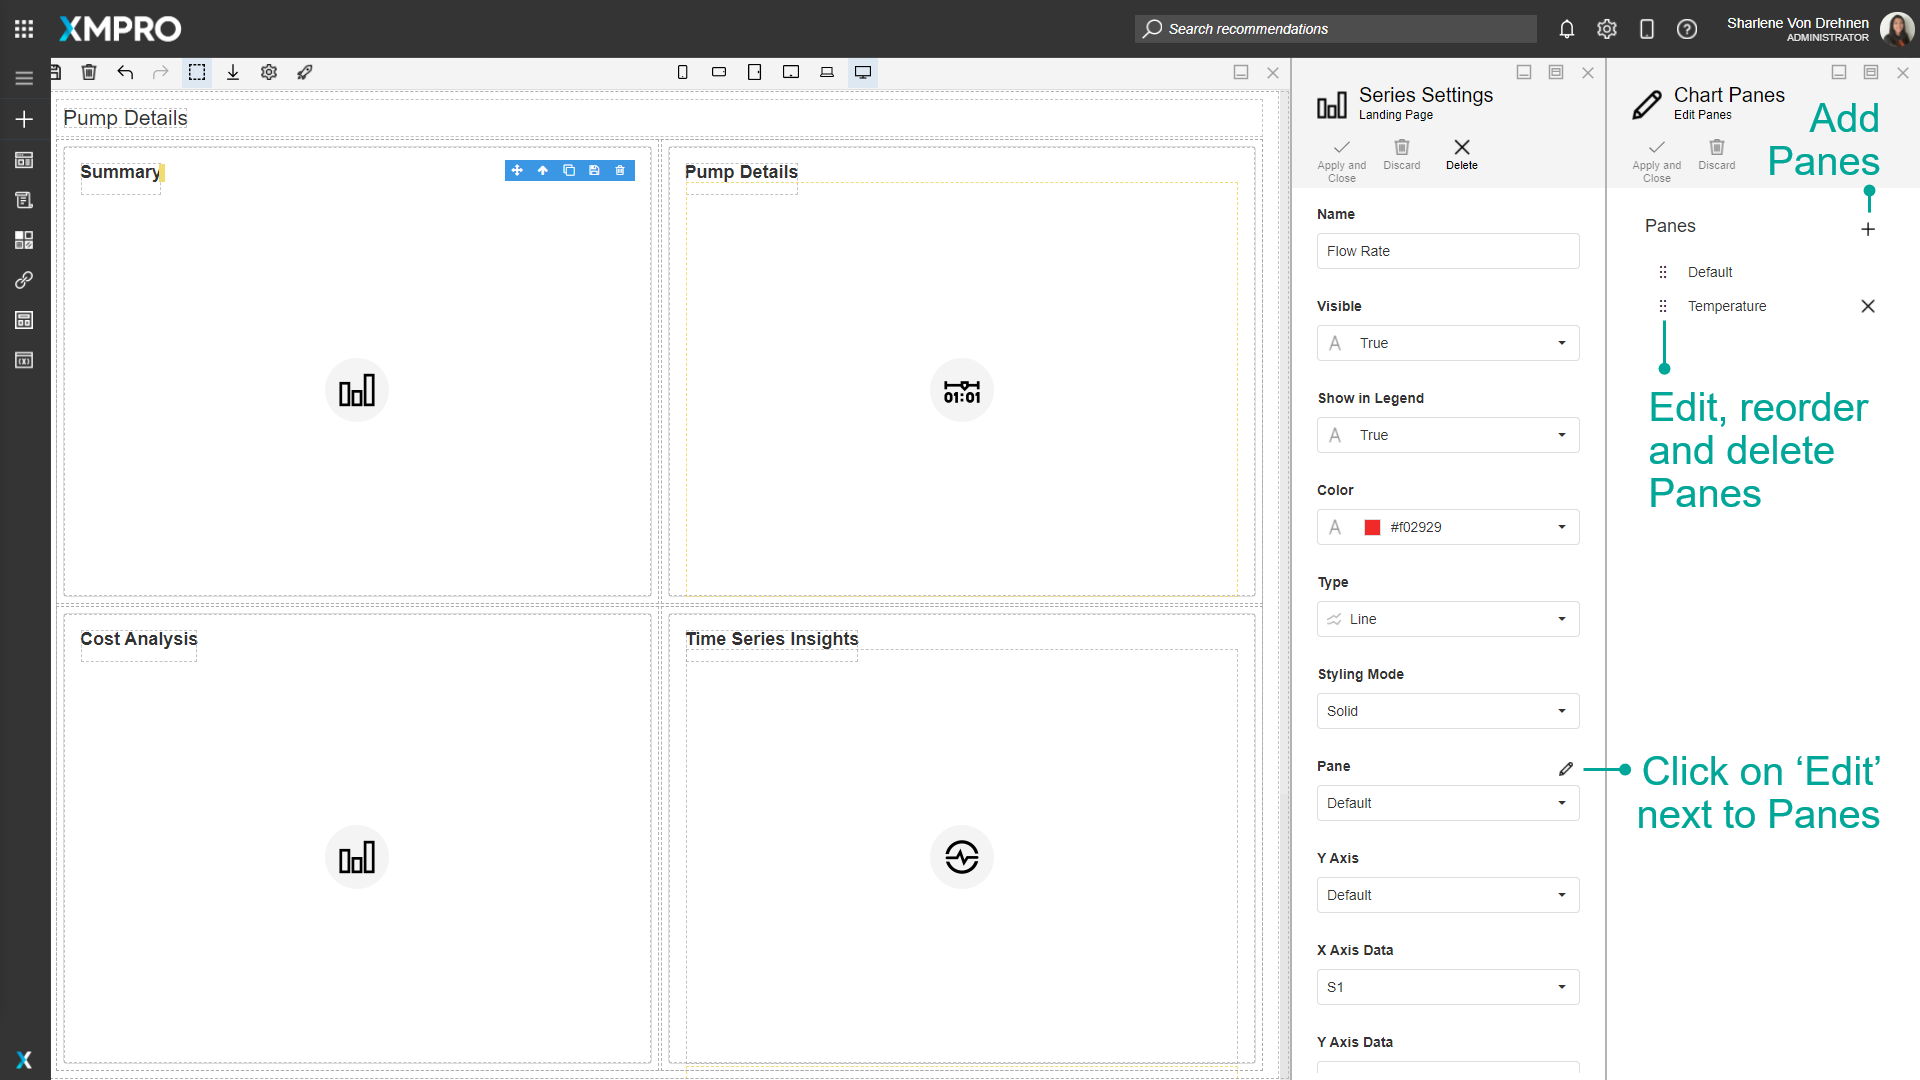 XMPRO
Search recommendations
Sharlene Von Drehnen
ADMINISTRATOR
Pump Details
Summary
Pump Details
01:01
Cost Analysis
Time Series Insights
Series Settings
Landing Page
Apply and
Close
Discard
Delete
Name
Flow Rate
Visible
A True
Show in Legend
A True
Color
A #f02929
Type
Line
Styling Mode
Solid
Pane
Default
Y Axis
Default
X Axis Data
S1
Y Axis Data
Chart Panes
Edit Panes
Apply and
Close
Discard
Add
Panes
Panes
Default
Temperature
Edit, reorder
and delete
Panes
Click on ‘Edit’
next to Panes